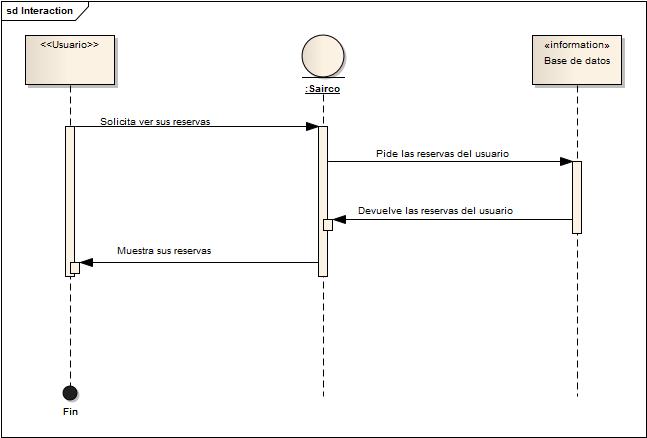 sd Interaction
<<Usuario>>
:Sairco
«information»
Base de datos
Solicita ver sus reservas
Pide las reservas del usuario
Devuelve las reservas del usuario
Muestra sus reservas
Fin